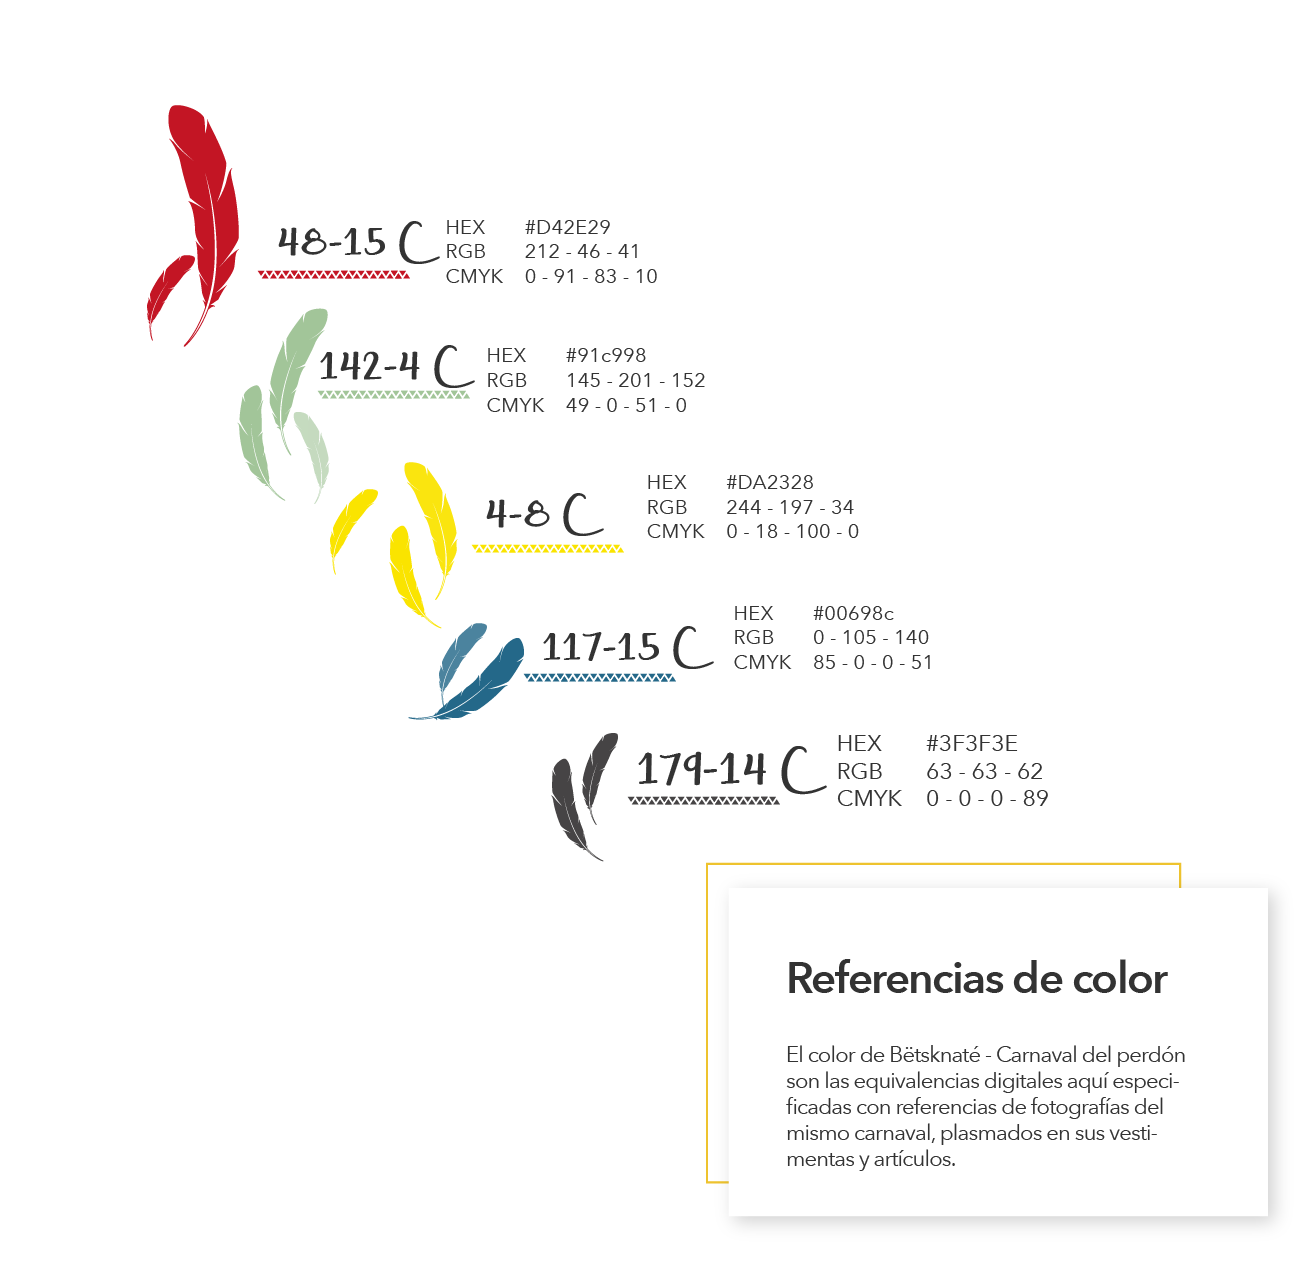 48-15 C
HEX #D42E29
RGB 212 - 46 - 41
CMYK 0 - 91 - 83 - 10
142-4 C
HEX #91c998
RGB 145 - 201 - 152
CMYK 49 - 0 - 51 - 0
4-8 C
HEX #DA2328
RGB 244 - 197 - 34
CMYK 0 - 18 - 100 - 0
117-15 C
HEX #00698c
RGB 0 - 105 - 140
CMYK 85 - 0 - 0 - 51
179-14 C
HEX #3F3F3E
RGB 63 - 63 - 62
CMYK 0 - 0 - 0 - 89
Referencias de color
El color de Bëtsknaté - Carnaval del perdón
son las equivalencias digitales aquí especi-
ficadas con referencias de fotografías del
mismo carnaval, plasmados en sus vesti-
mentas y artículos.